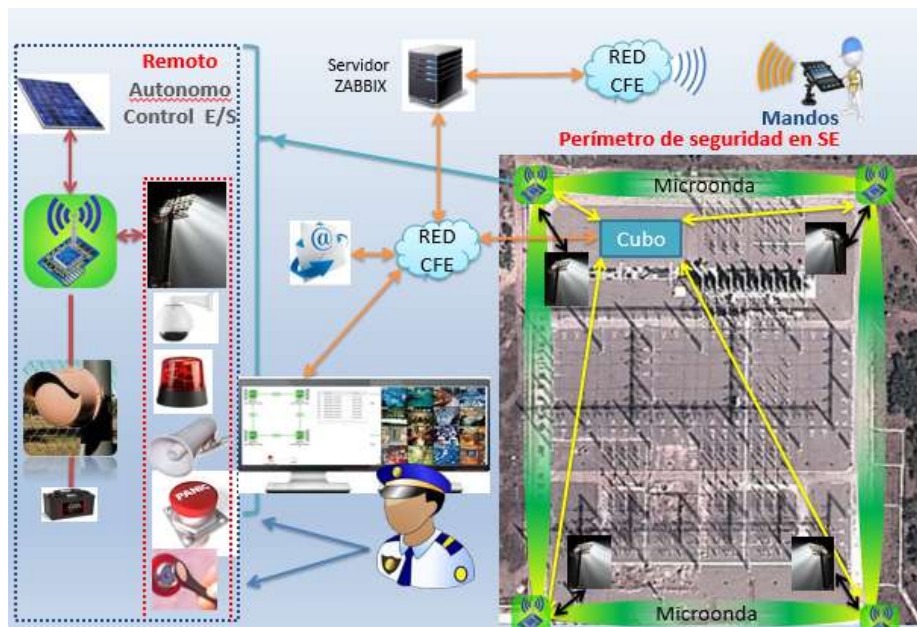 Remoto
Autonomo
Control E/S
Servidor
ZABBIX
RED
CFE
Mandos
Perímetro de seguridad en SE
Microonda
Cubo
@
RED
CFE
PANIC
Microonda